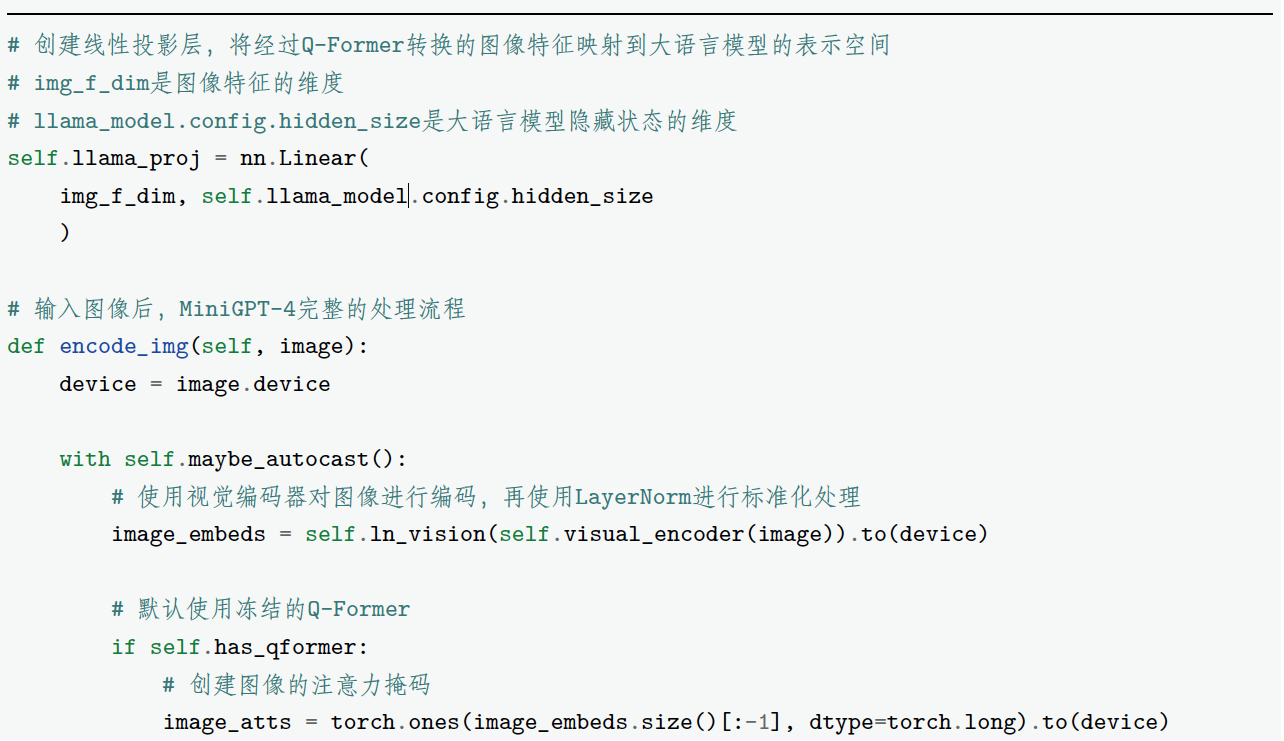 # 创建线性投影层，将经过Q-Former转换的图像特征映射到大语言模型的表示空间
# img_f_dim是图像特征的维度
# llama_model.config.hidden_size是大语言模型隐藏状态的维度
self.llama_proj = nn.Linear(
    img_f_dim, self.llama_model.config.hidden_size
    )
# 输入图像后，MiniGPT-4完整的处理流程
def encode_img(self, image):
    device = image.device
    with self.maybe_autocast():
        # 使用视觉编码器对图像进行编码，再使用LayerNorm进行标准化处理
        image_embeds = self.ln_vision(self.visual_encoder(image)).to(device)
        # 默认使用冻结的Q-Former
        if self.has_qformer:
            # 创建图像的注意力掩码
            image_atts = torch.ones(image_embeds.size()[:-1], dtype=torch.long).to(device)